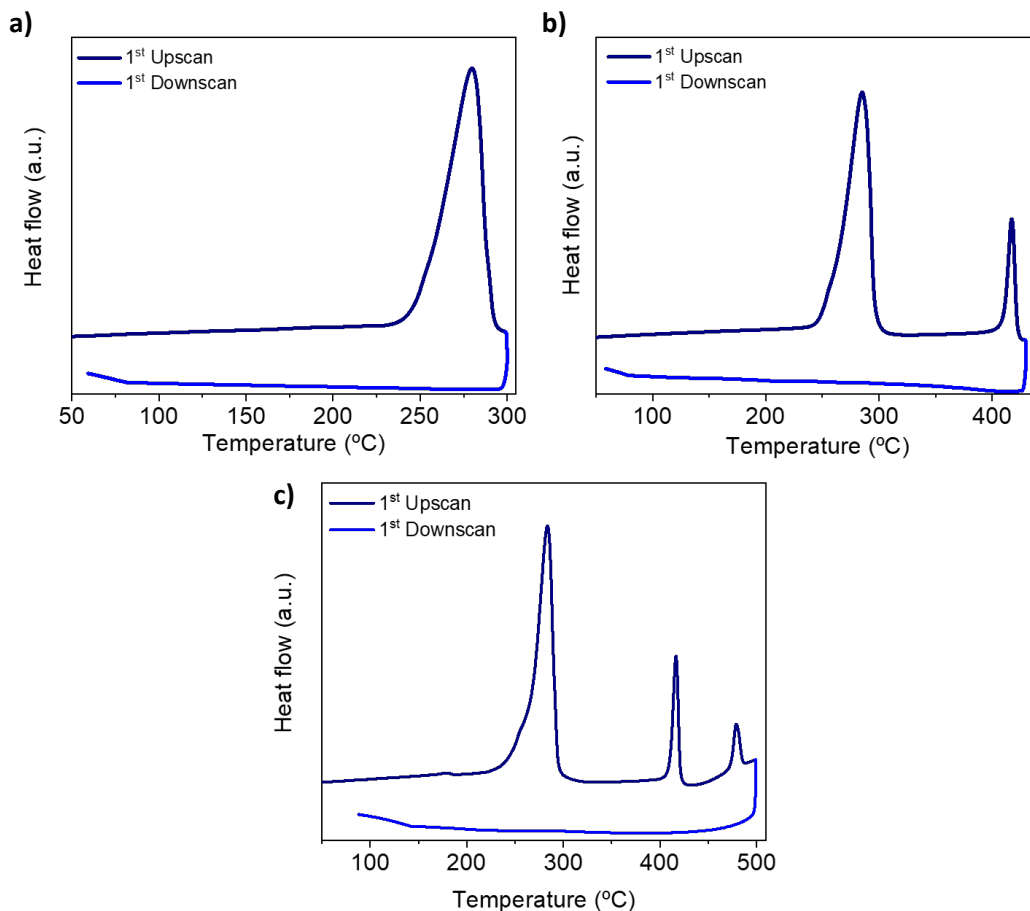 a)
1st Upscan
1st Downscan
Heat flow (a.u.)
50 100 150 200 250 300
Temperature (ºC)
b)
1st Upscan
1st Downscan
Heat flow (a.u.)
100 200 300 400
Temperature (ºC)
c)
1st Upscan
1st Downscan
Heat flow (a.u.)
100 200 300 400 500
Temperature (ºC)